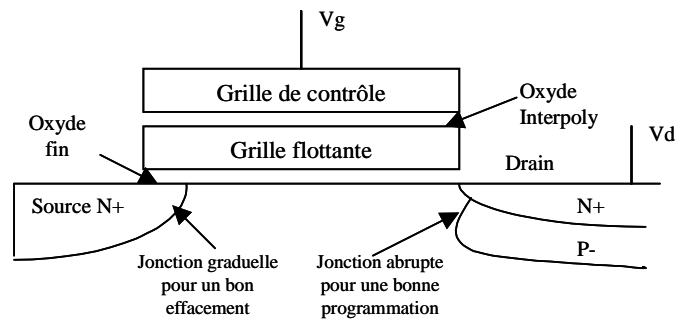 Vg
Grille de contrôle
Oxyde
Interpoly
Oxyde
fin
Grille flottante
Vd
Drain
Source N+
N+
P-
Jonction graduelle
pour un bon
effacement
Jonction abrupte
pour une bonne
programmation